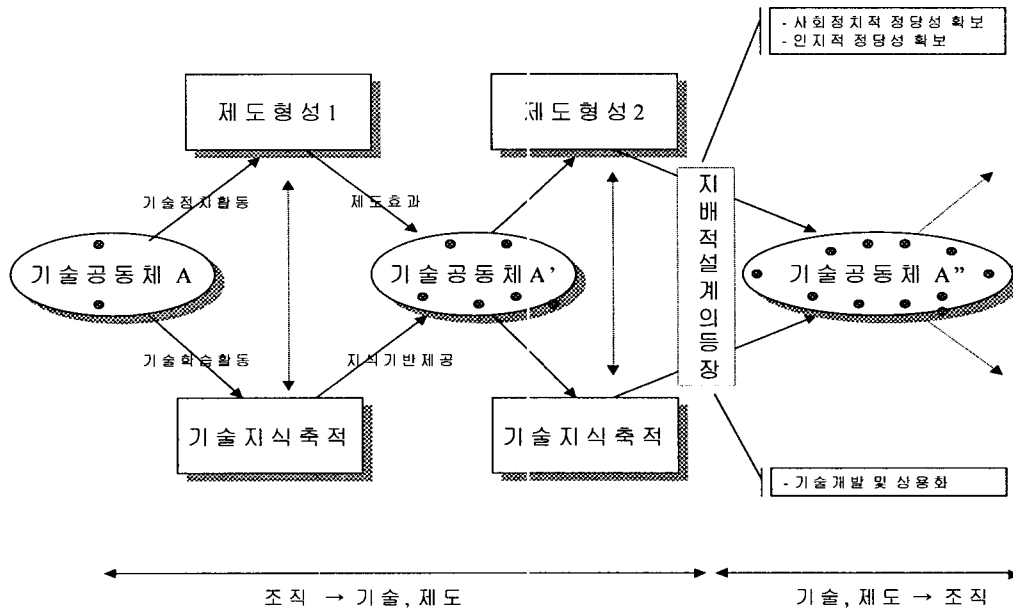 - 사회정치적 정당성 확보
- 인지적 정당성 확보
제도형성 1
제도형성 2
기술정치활동
제도효과
지배적설계의등장
기술공동체 A
기술공동체 A’
기술공동체 A”
기술학습활동
지식기반제공
기술지식축적
기술지식축적
- 기술개발 및 상용화
조직 → 기술, 제도
기술, 제도 → 조직